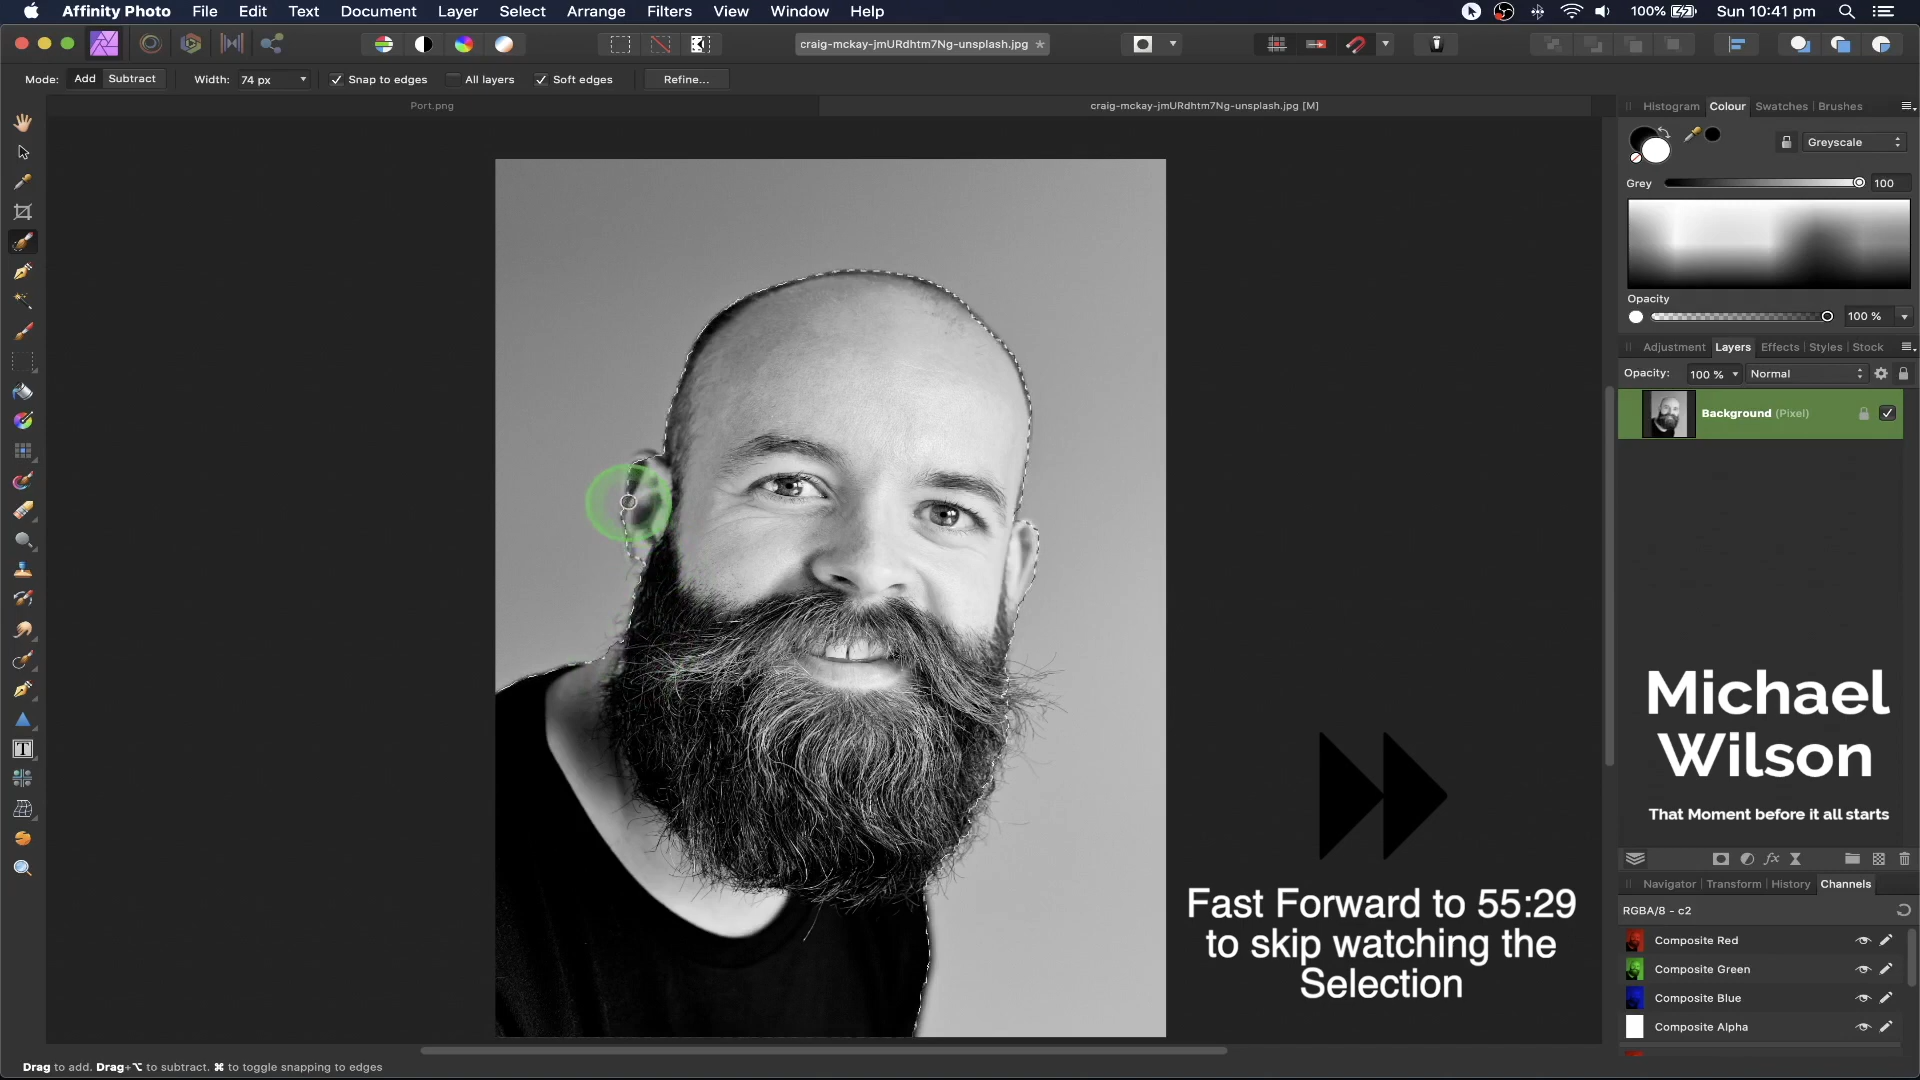 Affinity Photo File Edit Text Document Layer Select Arrange Filters View Window Help 100% Sun 10:41 pm
craig-mckay-jmURdhtm7Ng-unsplash.jpg
Mode: Add Subtract Width: 74 px Snap to edges All layers Soft edges Refine...
Port.png craig-mckay-jmURdhtm7Ng-unsplash.jpg [M]
Histogram Colour Swatches Brushes
Greyscale
Grey 100
Opacity
100 %
Adjustment Layers Effects Styles Stock
Opacity: 100 % Normal
Background (Pixel)
Michael
Wilson
That Moment before it all starts
fx
Navigator Transform History Channels
RGBA/8 - c2
Composite Red
Composite Green
Composite Blue
Composite Alpha
Fast Forward to 55:29
to skip watching the
Selection
T
Drag to add. Drag+⌥ to subtract. ⌘ to toggle snapping to edges